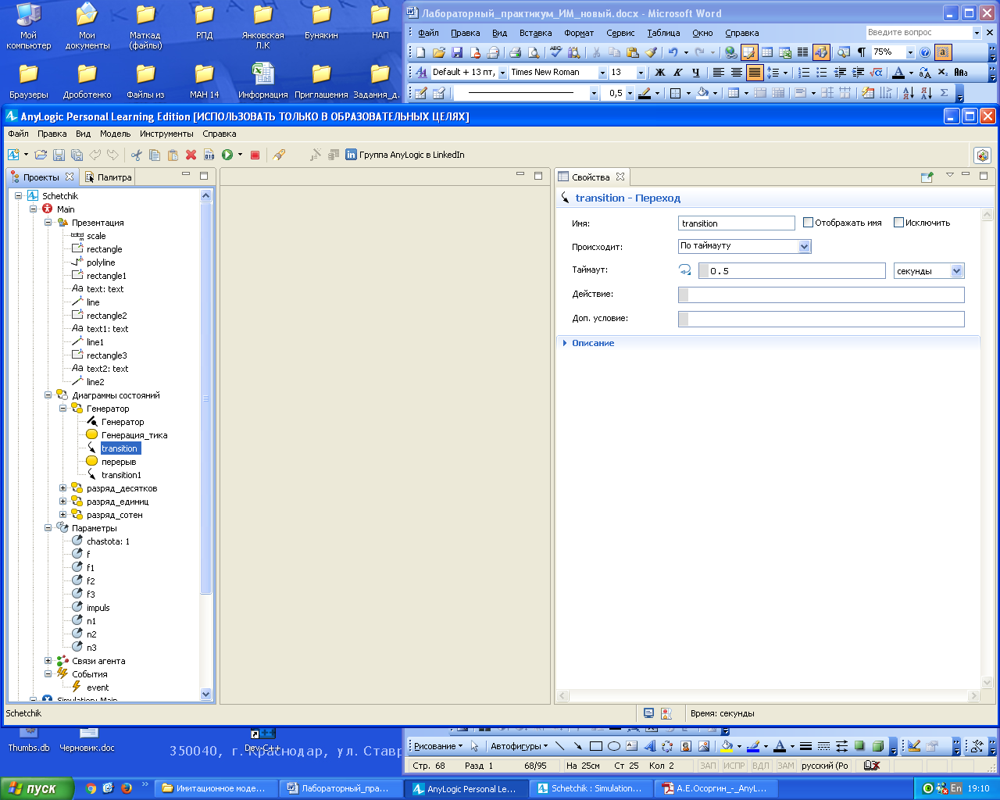 Мой компьютер
Мои документы
Маткад (файлы)
РПД
Янковская Л.К
Бунякин
НАП
Браузеры
Дроботенко
Файлы из
МАН 14
Информация
Приглашения
Задания_д.
Лабораторный_практикум_ИМ_новый.docx - Microsoft Word
Файл Правка Вид Вставка Формат Сервис Таблица Окно Справка
Введите вопрос
75%
Default + 13 пт, Times New Roman 13 Ж К Ч
0,5
AnyLogic Personal Learning Edition [ИСПОЛЬЗОВАТЬ ТОЛЬКО В ОБРАЗОВАТЕЛЬНЫХ ЦЕЛЯХ]
Файл Правка Вид Модель Инструменты Справка
Группа AnyLogic в LinkedIn
Проекты Палитра
Schetchik
Main
Презентация
scale
rectangle
polyline
rectangle1
text: text
line
rectangle2
text1: text
line1
rectangle3
text2: text
line2
Диаграммы состояний
Генератор
Генератор
Генерация_тика
transition
перерыв
transition1
разряд_десятков
разряд_единиц
разряд_сотен
Параметры
chastota: 1
f
f1
f2
f3
impuls
n1
n2
n3
Связи агента
События
event
Simulation: Main
Свойства
transition - Переход
Имя: transition Отображать имя Исключить
Происходит: По таймауту
Таймаут: 0.5 секунды
Действие:
Доп. условие:
Описание
Schetchik
Время: секунды
Thumbs.db
Черновик.doc
Dev-C++
350040, г. Краснодар, ул. Ставр
Рисование Автофигуры
Стр. 68 Разд 1 68/95 На 25см Ст 25 Кол 2 ЗАП ИСПР ВДЛ ЗАМ русский (Ро
пуск
Имитационное моде...
Лабораторный_пра...
AnyLogic Personal Le...
Schetchik : Simulation...
А.Е.Осоргин_-_AnyL...
En 19:10